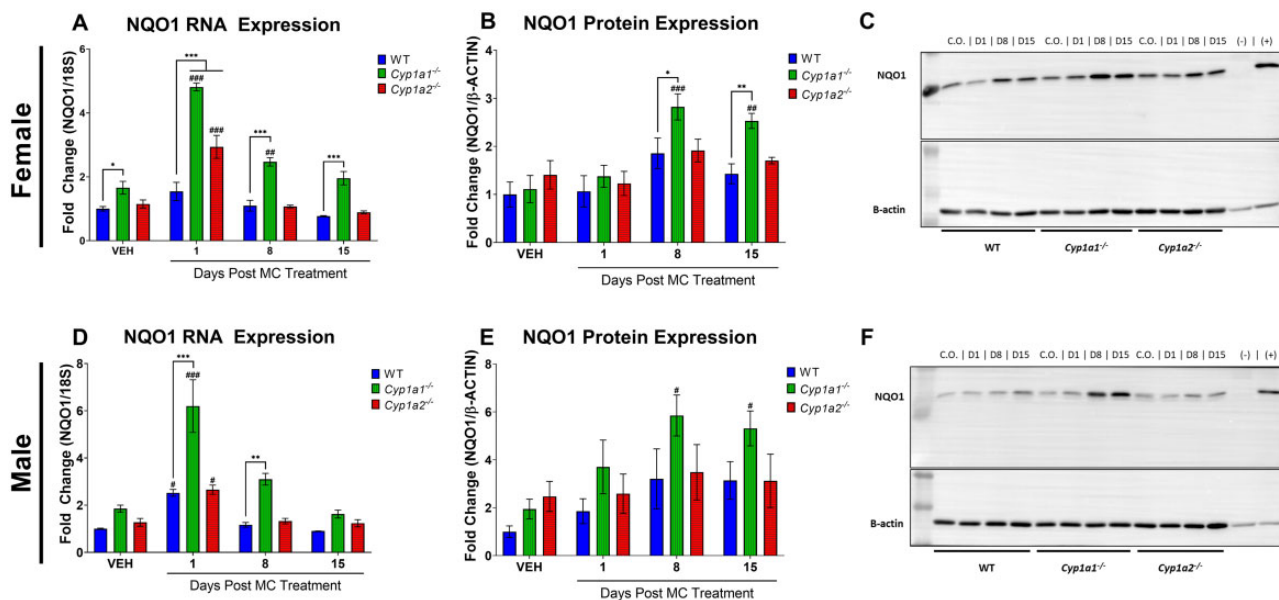 Female
A
NQO1 RNA Expression
Fold Change (NQO1/18S)
8
6
4
2
0
*
***
###
###
***
##
***
WT
Cyp1a1-/-
Cyp1a2-/-
VEH 1 8 15
Days Post MC Treatment
B
NQO1 Protein Expression
Fold Change (NQO1/β-ACTIN)
4
3
2
1
0
*
###
**
##
WT
Cyp1a1-/-
Cyp1a2-/-
VEH 1 8 15
Days Post MC Treatment
C
C.O. | D1 | D8 | D15 C.O. | D1 | D8 | D15 C.O. | D1 | D8 | D15 (-) | (+)
NQO1
B-actin
WT Cyp1a1-/- Cyp1a2-/-
Male
D
NQO1 RNA Expression
Fold Change (NQO1/18S)
8
6
4
2
0
***
###
#
#
**
WT
Cyp1a1-/-
Cyp1a2-/-
VEH 1 8 15
Days Post MC Treatment
E
NQO1 Protein Expression
Fold Change (NQO1/β-ACTIN)
8
6
4
2
0
#
#
WT
Cyp1a1-/-
Cyp1a2-/-
VEH 1 8 15
Days Post MC Treatment
F
C.O. | D1 | D8 | D15 C.O. | D1 | D8 | D15 C.O. | D1 | D8 | D15 (-) | (+)
NQO1
B-actin
WT Cyp1a1-/- Cyp1a2-/-